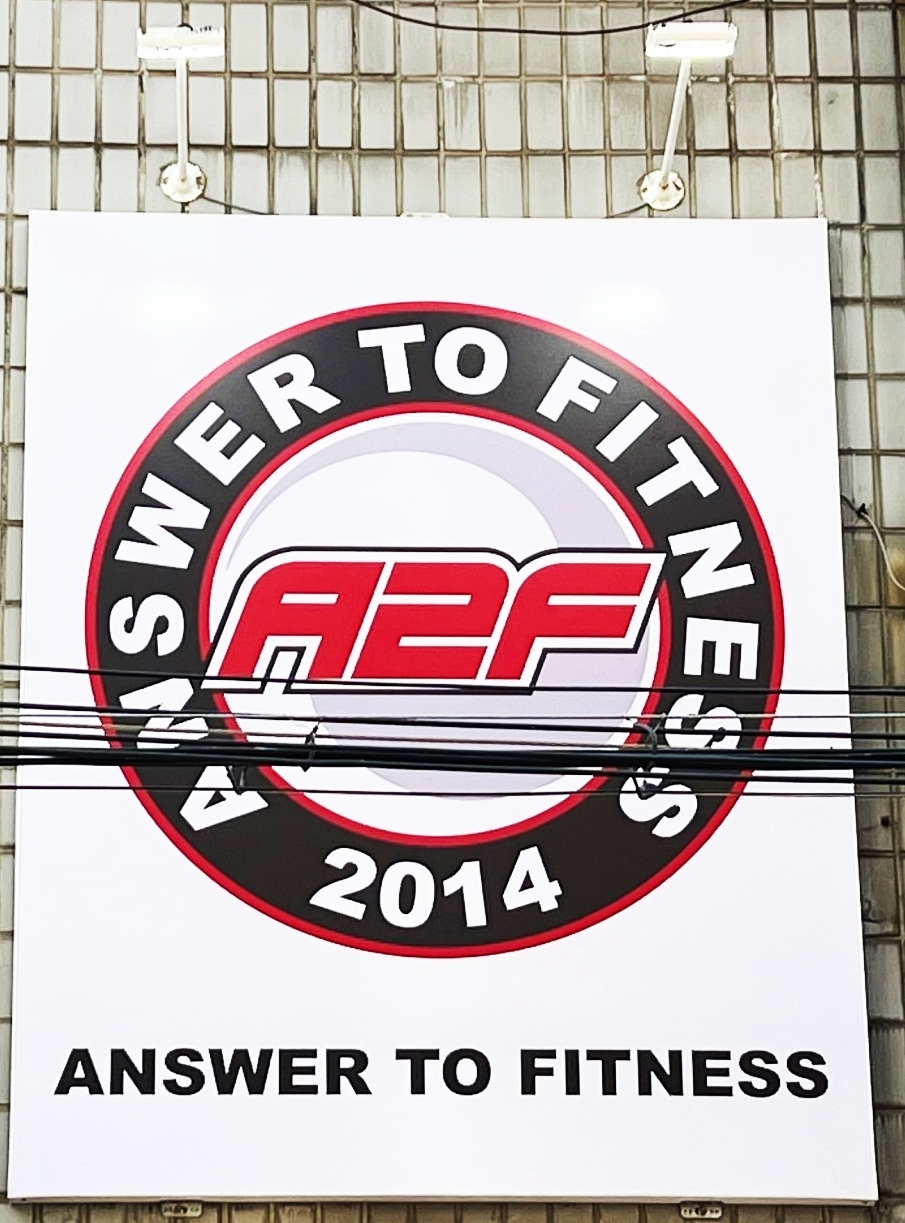 ANSWER TO FITNESS
A2F
2014
ANSWER TO FITNESS